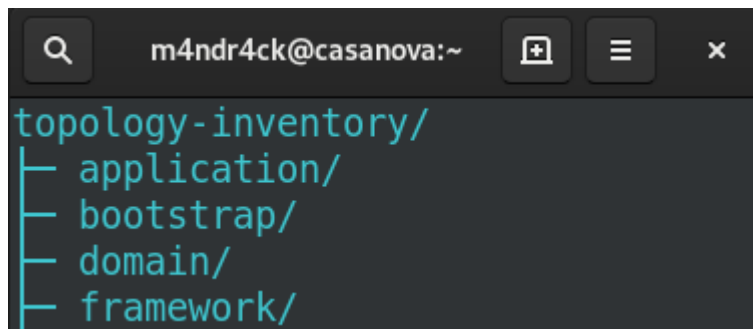 m4ndr4ck@casanova:~
topology-inventory/
├─ application/
├─ bootstrap/
├─ domain/
├─ framework/